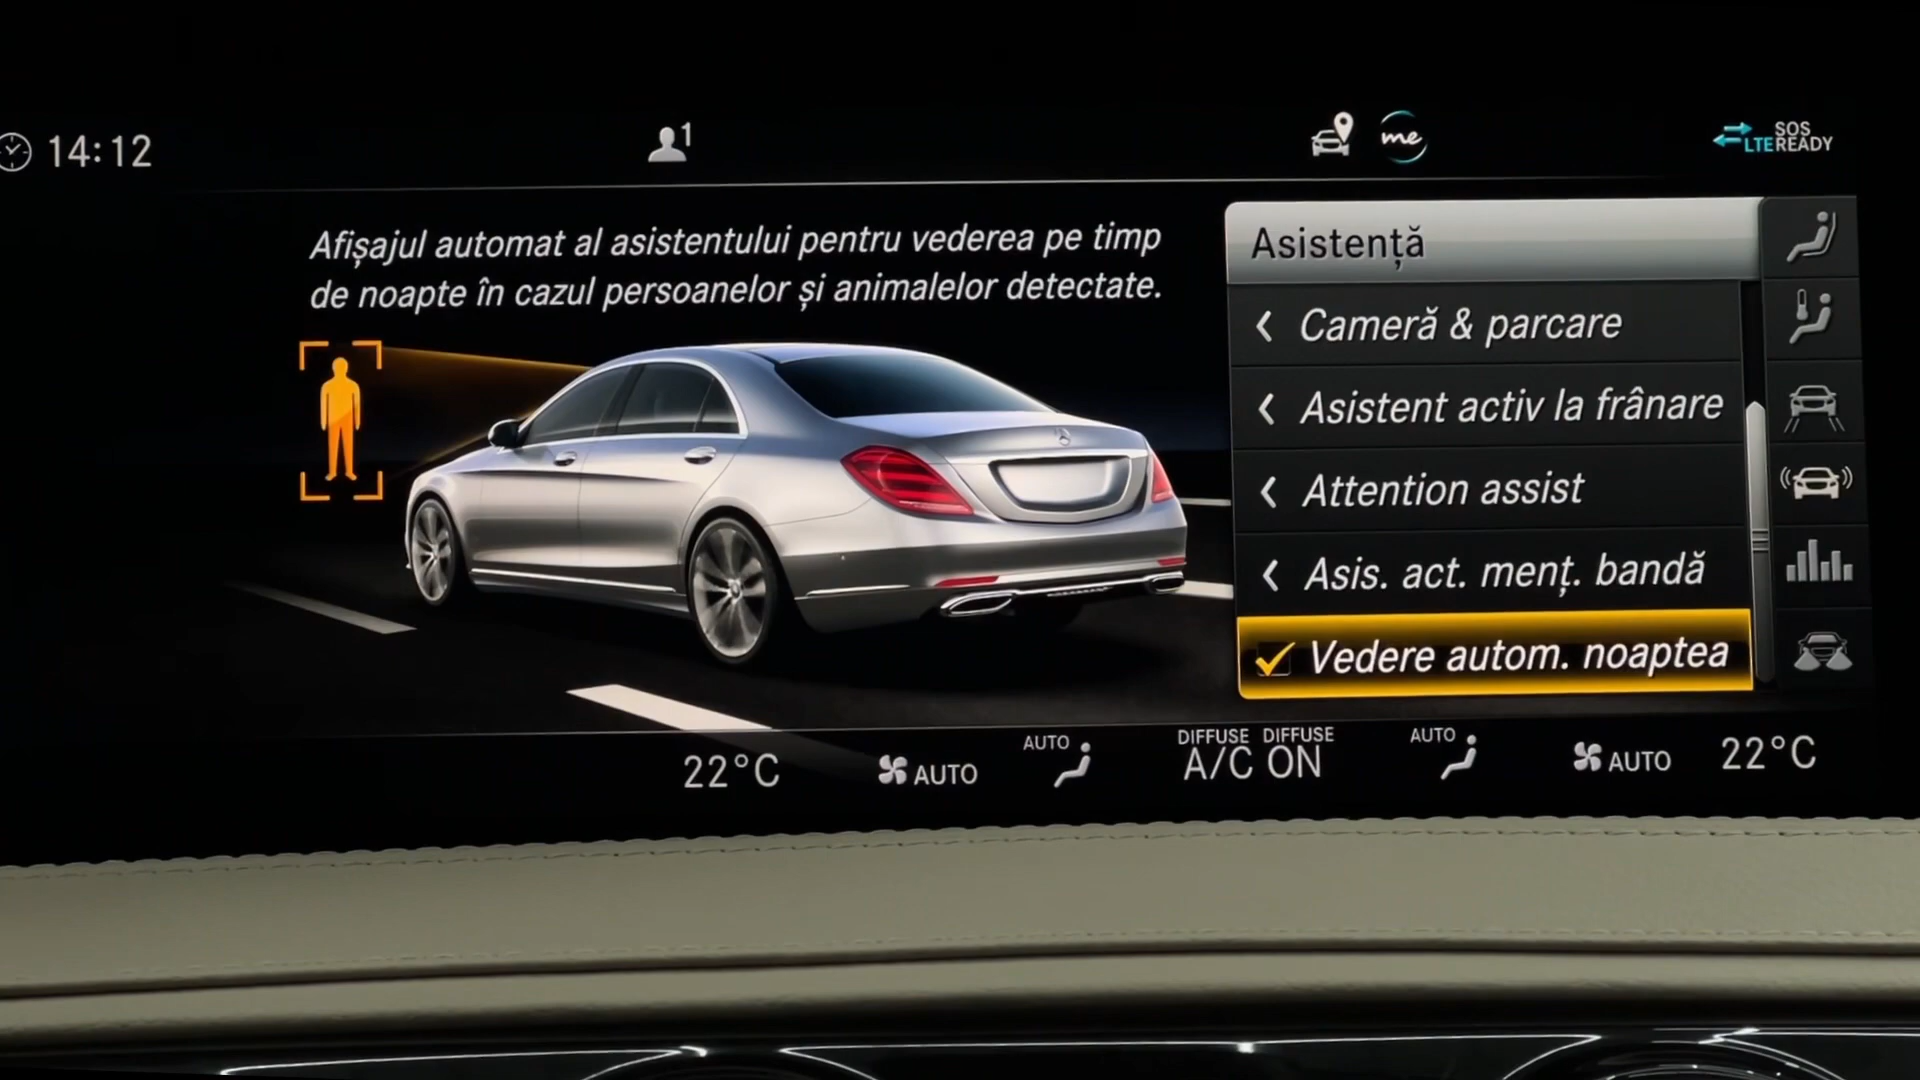 14:12
1
me
SOS
LTE READY
Afișajul automat al asistentului pentru vederea pe timp
de noapte în cazul persoanelor și animalelor detectate.
Asistență
Cameră & parcare
Asistent activ la frânare
Attention assist
Asis. act. menț. bandă
Vedere autom. noaptea
22°C
AUTO
AUTO
DIFFUSE DIFFUSE
A/C ON
AUTO
AUTO
22°C